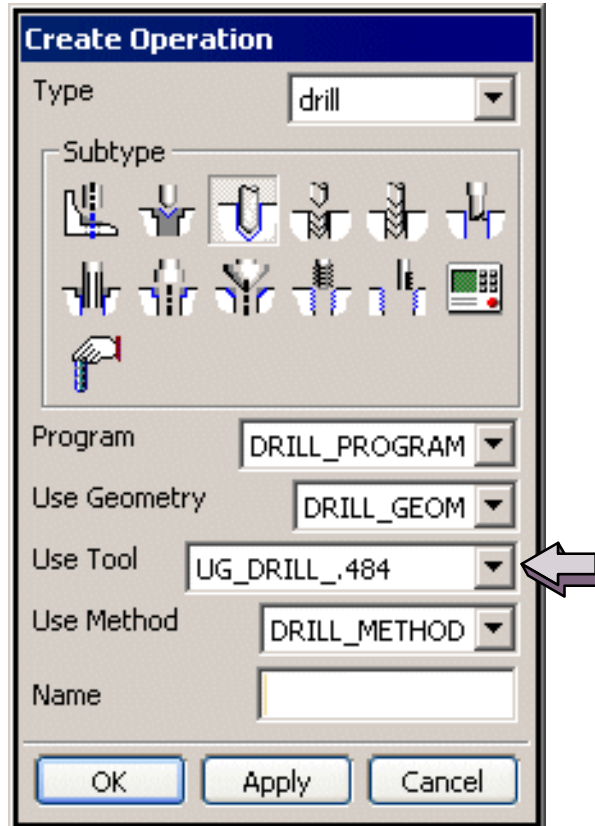 Create Operation
Type drill
Subtype
Program DRILL_PROGRAM
Use Geometry DRILL_GEOM
Use Tool UG_DRILL_.484
Use Method DRILL_METHOD
Name
OK Apply Cancel